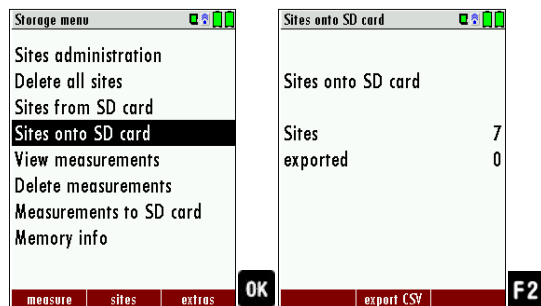 Storage menu
Sites administration
Delete all sites
Sites from SD card
Sites onto SD card
View measurements
Delete measurements
Measurements to SD card
Memory info
measure sites extras
OK
Sites onto SD card
Sites onto SD card
Sites 7
exported 0
export CSV
F2